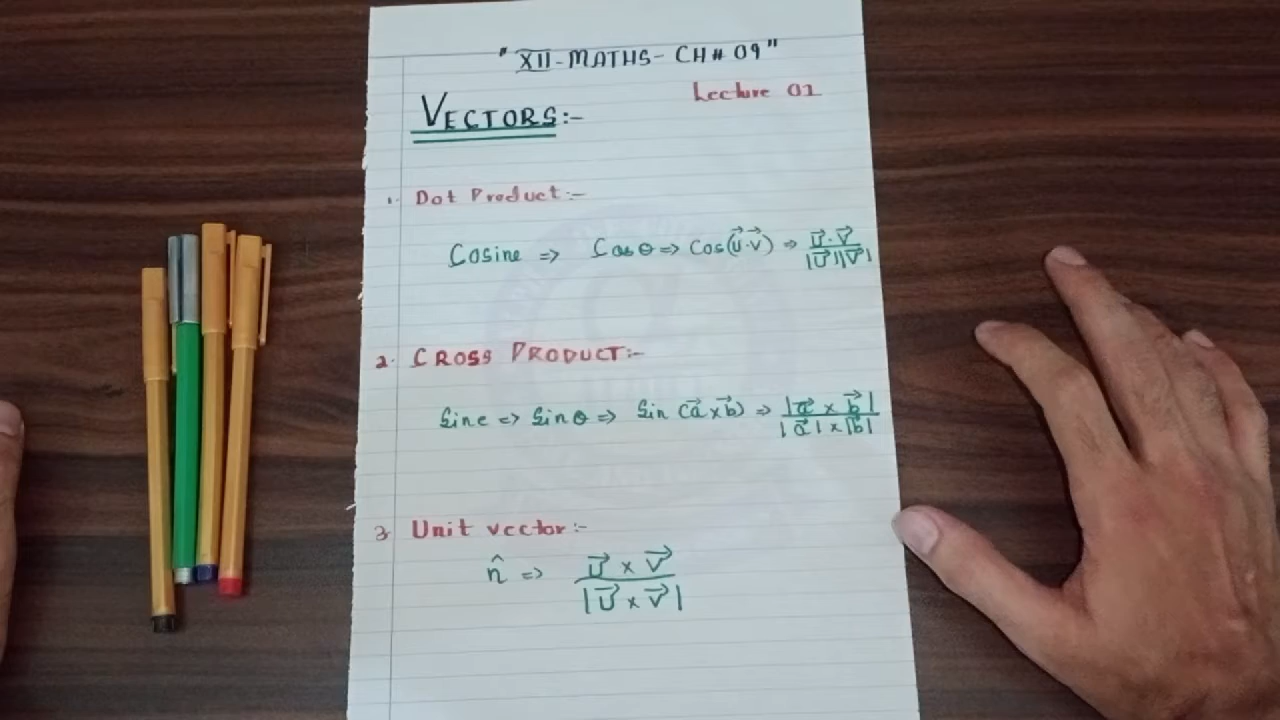 "XII-MATHS-CH# 09"
Lecture 01
VECTORS:-
1. Dot Product:-
Cosine => Cosθ => Cos(u⃗·v⃗) => u⃗·v⃗ / |u⃗||v⃗|
2. CROSS PRODUCT:-
Sine => Sinθ => Sin (a⃗xb⃗) => |a⃗ x b⃗| / |a⃗| x |b⃗|
3. Unit vector:-
n̂ => u⃗ x v⃗ / |u⃗ x v⃗|